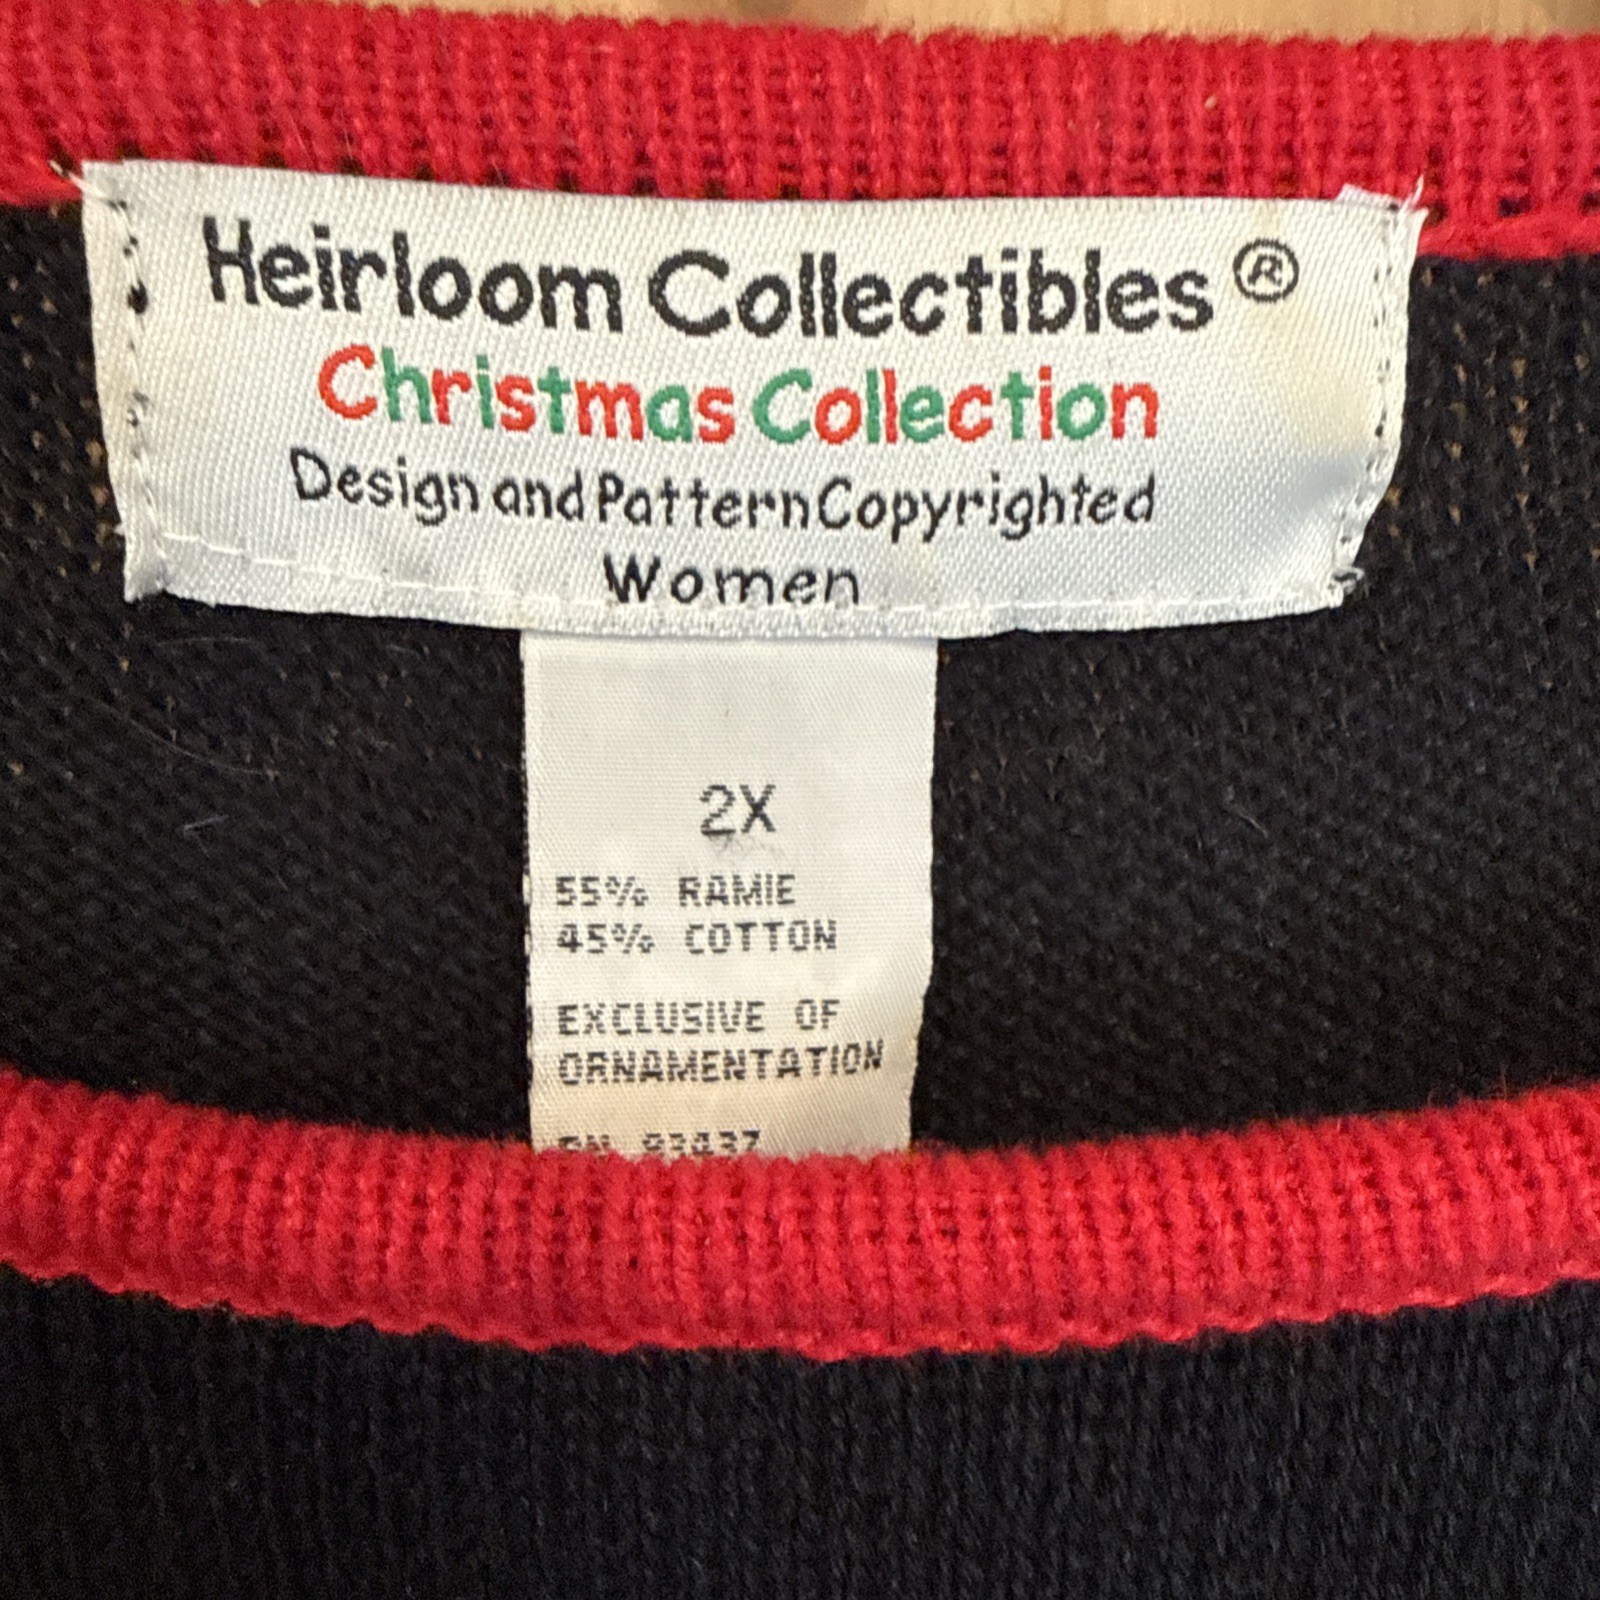 Heirloom Collectibles®
Christmas Collection
Design and Pattern Copyrighted
Women
2X
55% RAMIE
45% COTTON
EXCLUSIVE OF
ORNAMENTATION